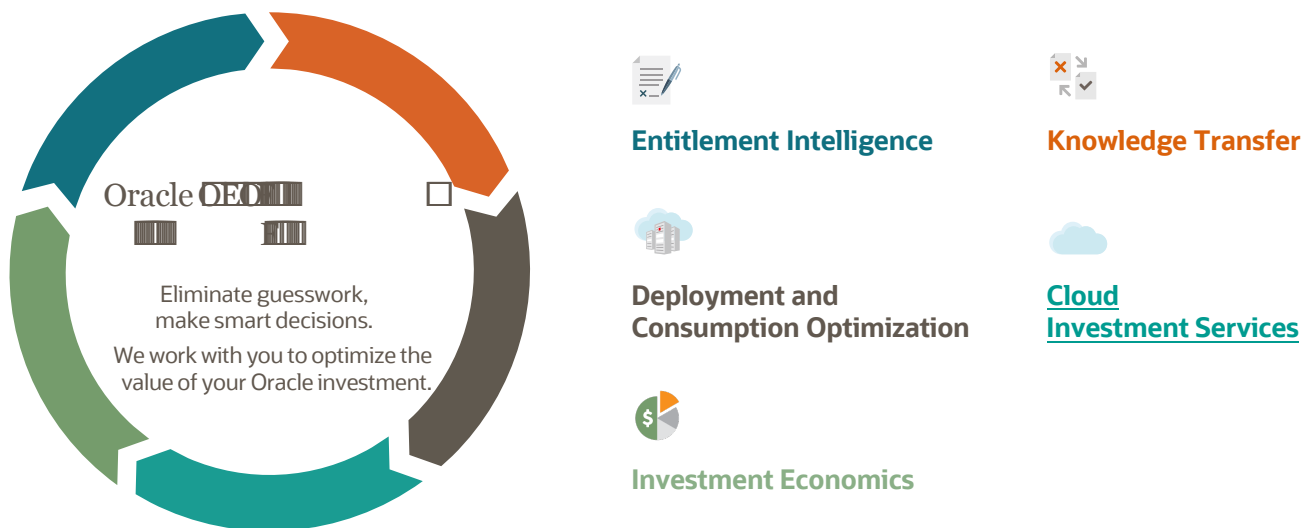 Oracle
Eliminate guesswork,
make smart decisions.
We work with you to optimize the
value of your Oracle investment.
Entitlement Intelligence
Knowledge Transfer
Deployment and
Consumption Optimization
Cloud
Investment Services
$
Investment Economics